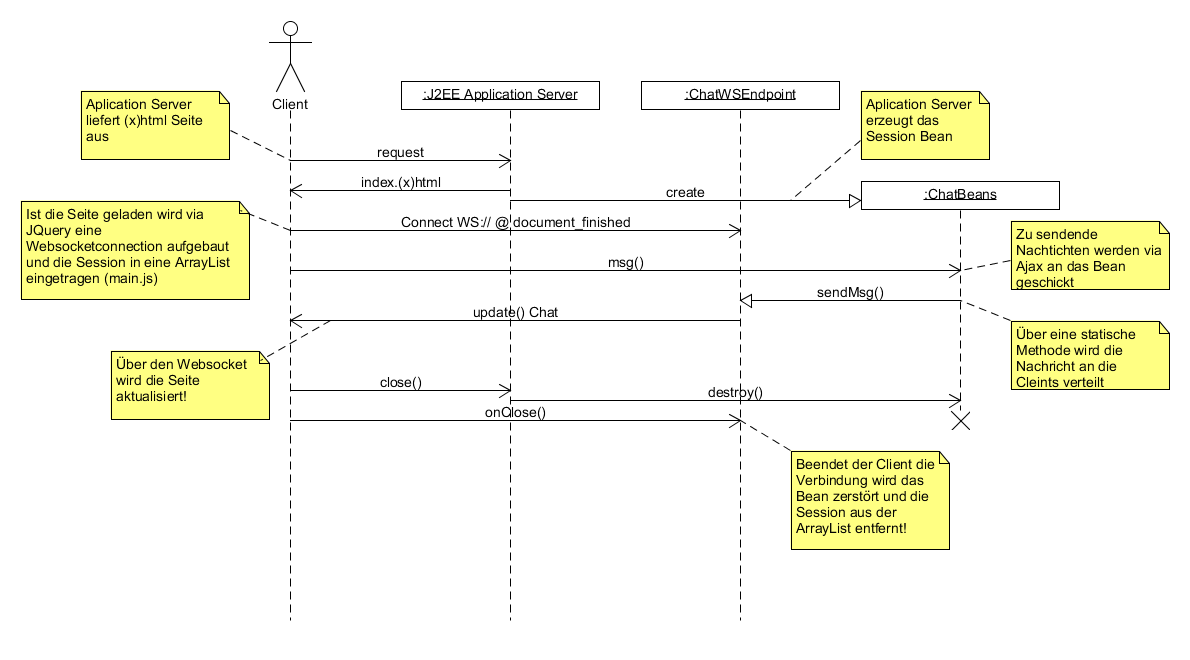 Client
:J2EE Application Server
:ChatWSEndpoint
Aplication Server
liefert (x)html Seite
aus
Aplication Server
erzeugt das
Session Bean
request
index.(x)html
create
:ChatBeans
Ist die Seite geladen wird via
JQuery eine
Websocketconnection aufgebaut
und die Session in eine ArrayList
eingetragen (main.js)
Connect WS:// @ document_finished
Zu sendende
Nachtichten werden via
Ajax an das Bean
geschickt
msg()
sendMsg()
update() Chat
Über eine statische
Methode wird die
Nachricht an die
Cleints verteilt
Über den Websocket
wird die Seite
aktualisiert!
close()
destroy()
onClose()
Beendet der Client die
Verbindung wird das
Bean zerstört und die
Session aus der
ArrayList entfernt!